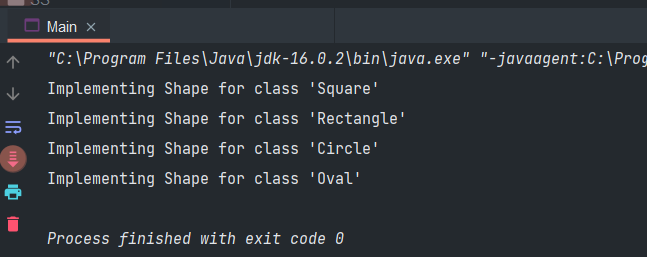 SS
Main
"C:\Program Files\Java\jdk-16.0.2\bin\java.exe" "-javaagent:C:\Prog
Implementing Shape for class 'Square'
Implementing Shape for class 'Rectangle'
Implementing Shape for class 'Circle'
Implementing Shape for class 'Oval'
Process finished with exit code 0